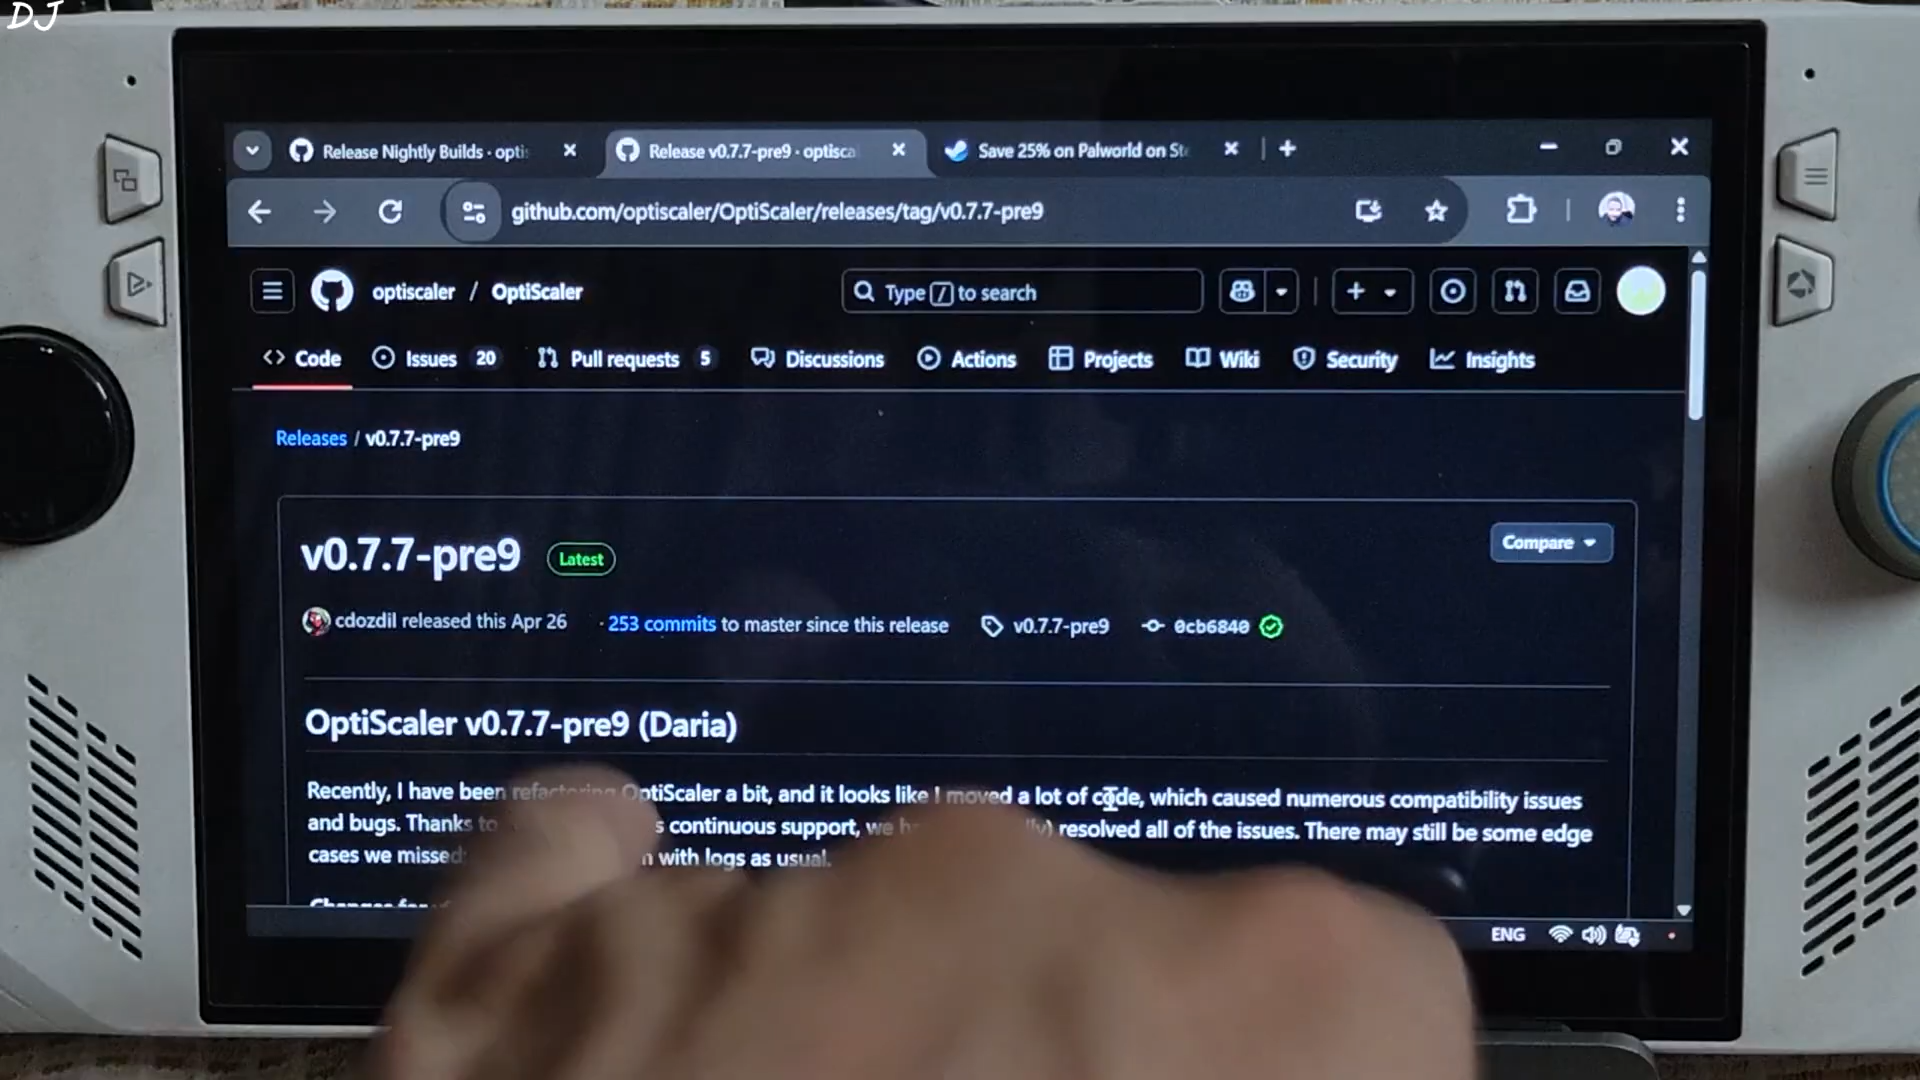 DJ
Release Nightly Builds · opti
Release v0.7.7-pre9 · optisca
Save 25% on Palworld on Ste
github.com/optiscaler/OptiScaler/releases/tag/v0.7.7-pre9
optiscaler / OptiScaler
Type / to search
Code Issues 20 Pull requests 5 Discussions Actions Projects Wiki Security Insights
Releases / v0.7.7-pre9
v0.7.7-pre9 Latest
Compare
cdozdil released this Apr 26 · 253 commits to master since this release v0.7.7-pre9 0cb6840
OptiScaler v0.7.7-pre9 (Daria)
Recently, I have been refactoring OptiScaler a bit, and it looks like I moved a lot of code, which caused numerous compatibility issues
and bugs. Thanks to continuous support, we resolved all of the issues. There may still be some edge
cases we missed with logs as usual.
Changes for
ENG